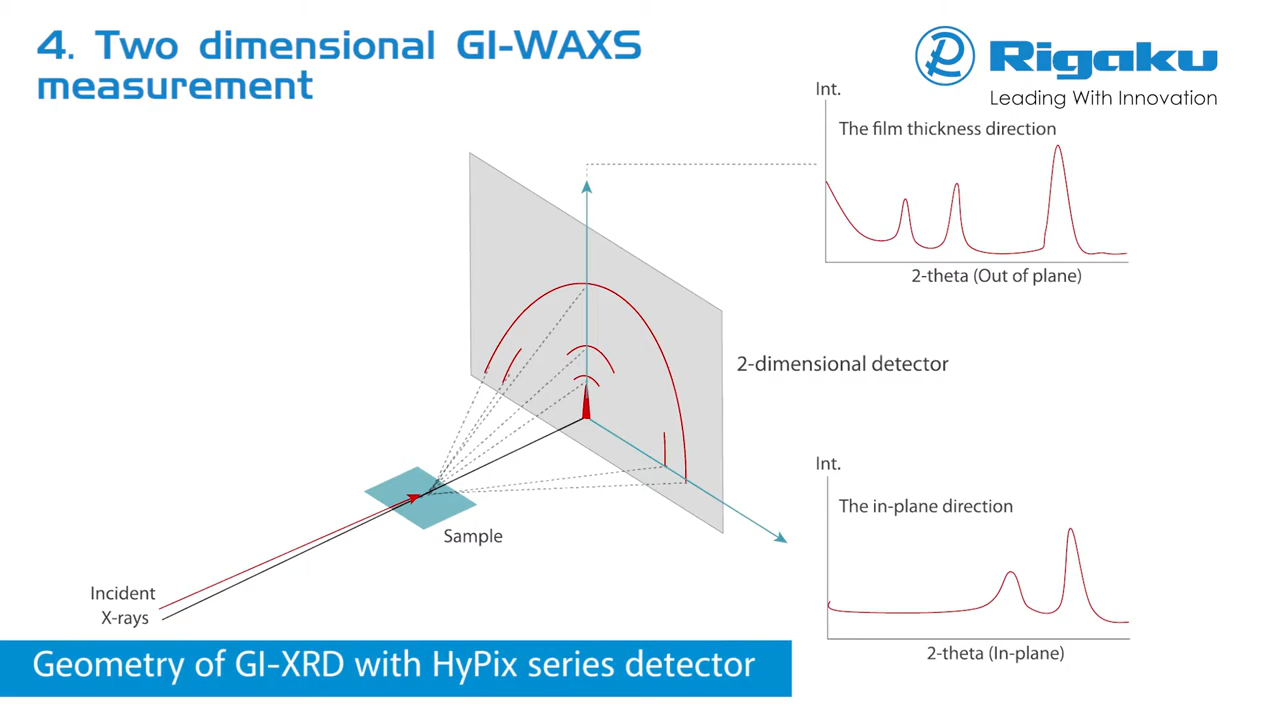 4. Two dimensional GI-WAXS
measurement
Rigaku
Leading With Innovation
Int.
The film thickness direction
2-theta (Out of plane)
2-dimensional detector
Int.
The in-plane direction
2-theta (In-plane)
Sample
Incident
X-rays
Geometry of GI-XRD with HyPix series detector